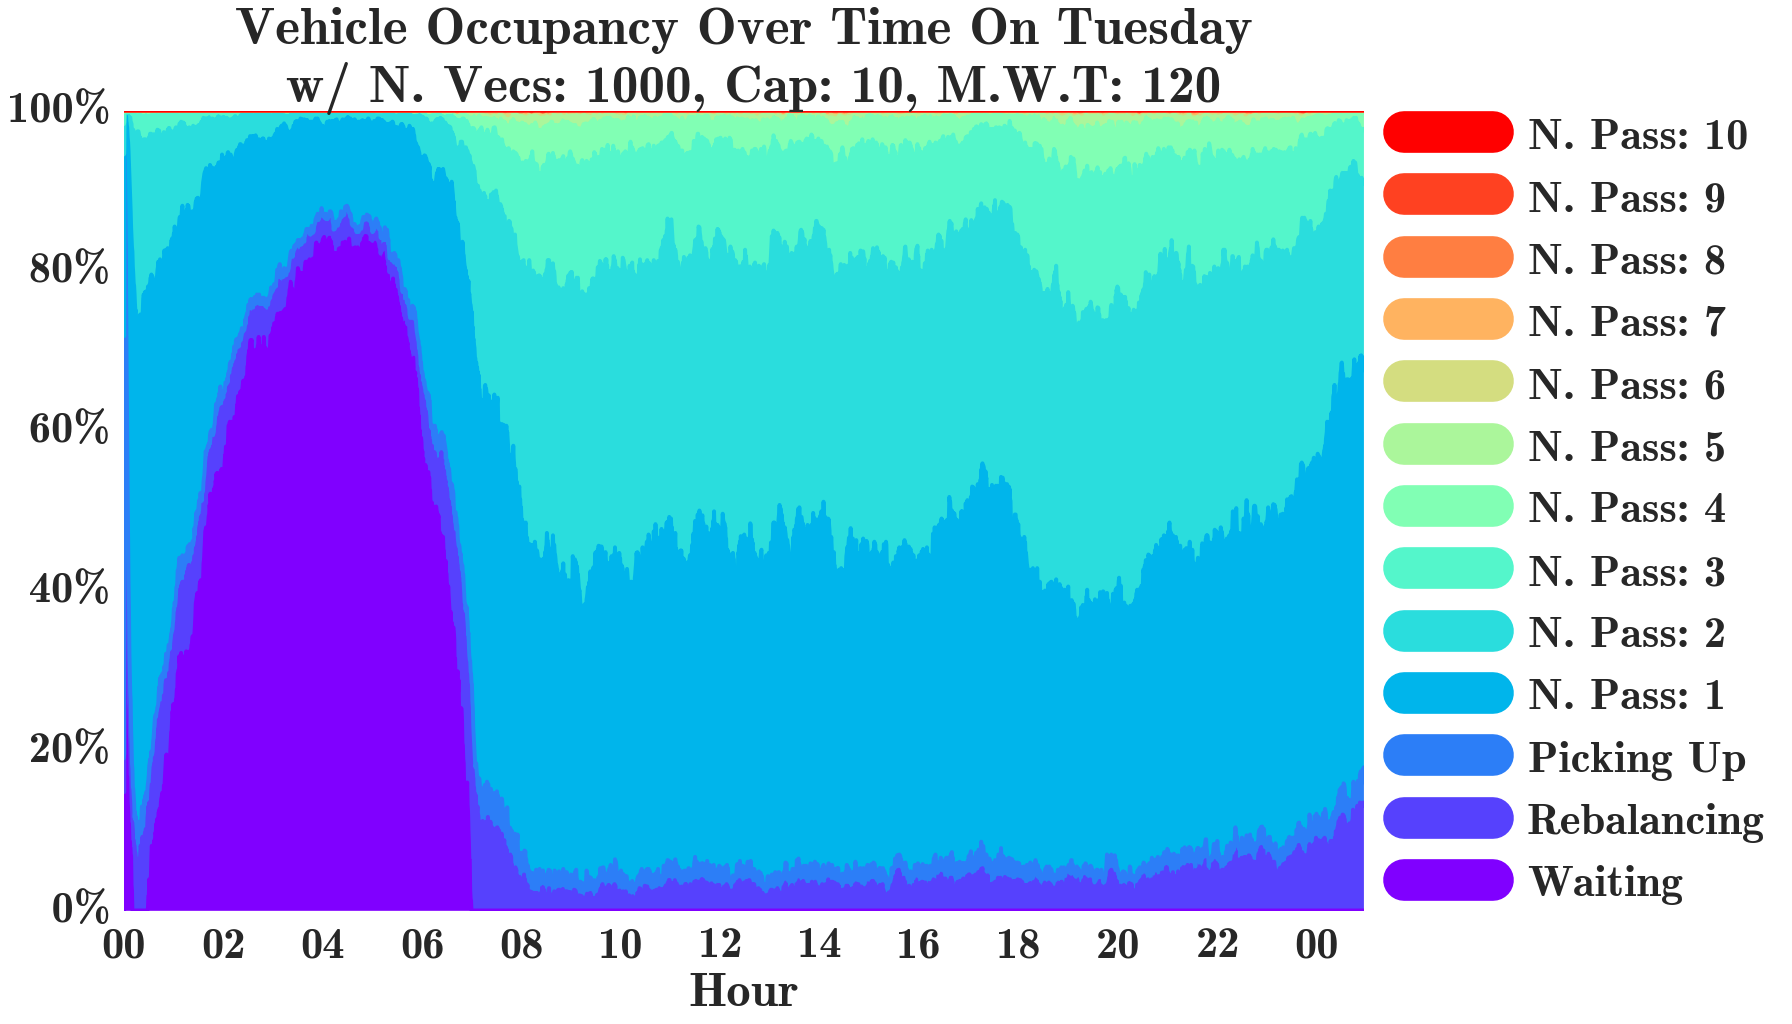 Vehicle Occupancy Over Time On Tuesday
w/ N. Vecs: 1000, Cap: 10, M.W.T: 120
100%
80%
60%
40%
20%
0%
00 02 04 06 08 10 12 14 16 18 20 22 00
Hour
N. Pass: 10
N. Pass: 9
N. Pass: 8
N. Pass: 7
N. Pass: 6
N. Pass: 5
N. Pass: 4
N. Pass: 3
N. Pass: 2
N. Pass: 1
Picking Up
Rebalancing
Waiting